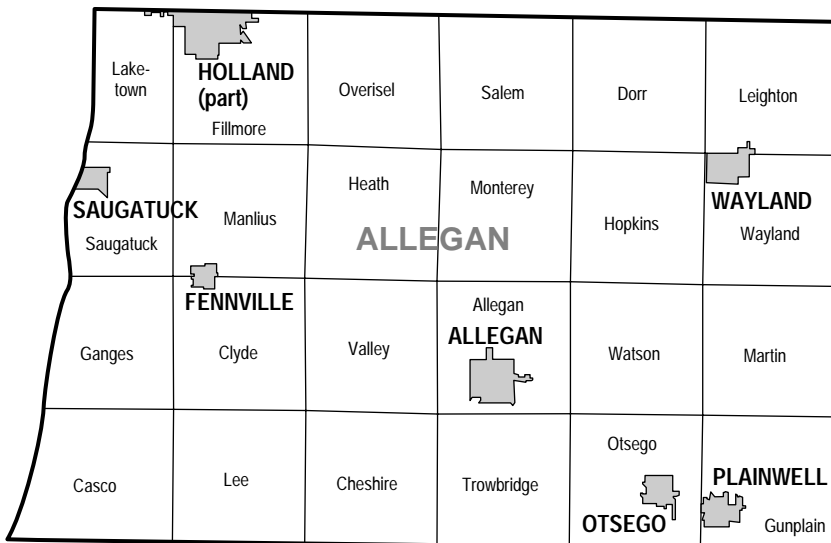 Lake-
town
HOLLAND
(part)
Fillmore
Overisel
Salem
Dorr
Leighton
SAUGATUCK
Saugatuck
Manlius
Heath
Monterey
ALLEGAN
Hopkins
WAYLAND
Wayland
FENNVILLE
Ganges
Clyde
Valley
Allegan
ALLEGAN
Watson
Martin
Casco
Lee
Cheshire
Trowbridge
Otsego
OTSEGO
PLAINWELL
Gunplain